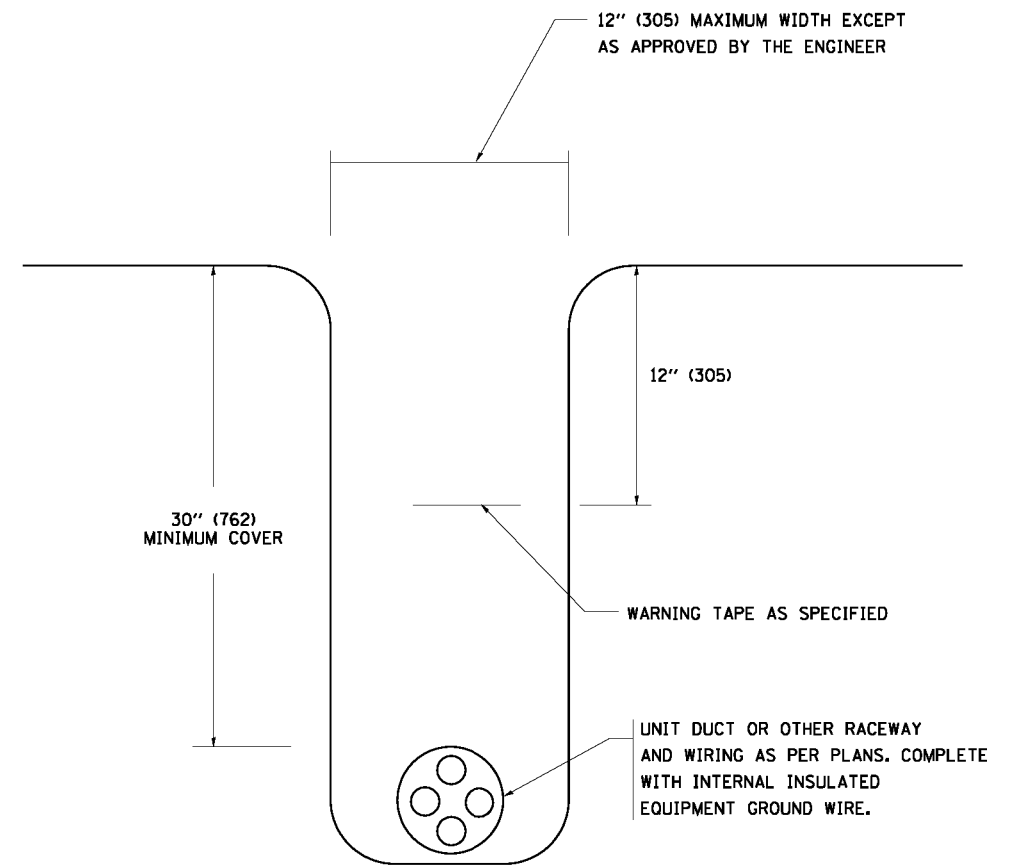 12" (305) MAXIMUM WIDTH EXCEPT
AS APPROVED BY THE ENGINEER
12" (305)
30" (762)
MINIMUM COVER
WARNING TAPE AS SPECIFIED
UNIT DUCT OR OTHER RACEWAY
AND WIRING AS PER PLANS. COMPLETE
WITH INTERNAL INSULATED
EQUIPMENT GROUND WIRE.